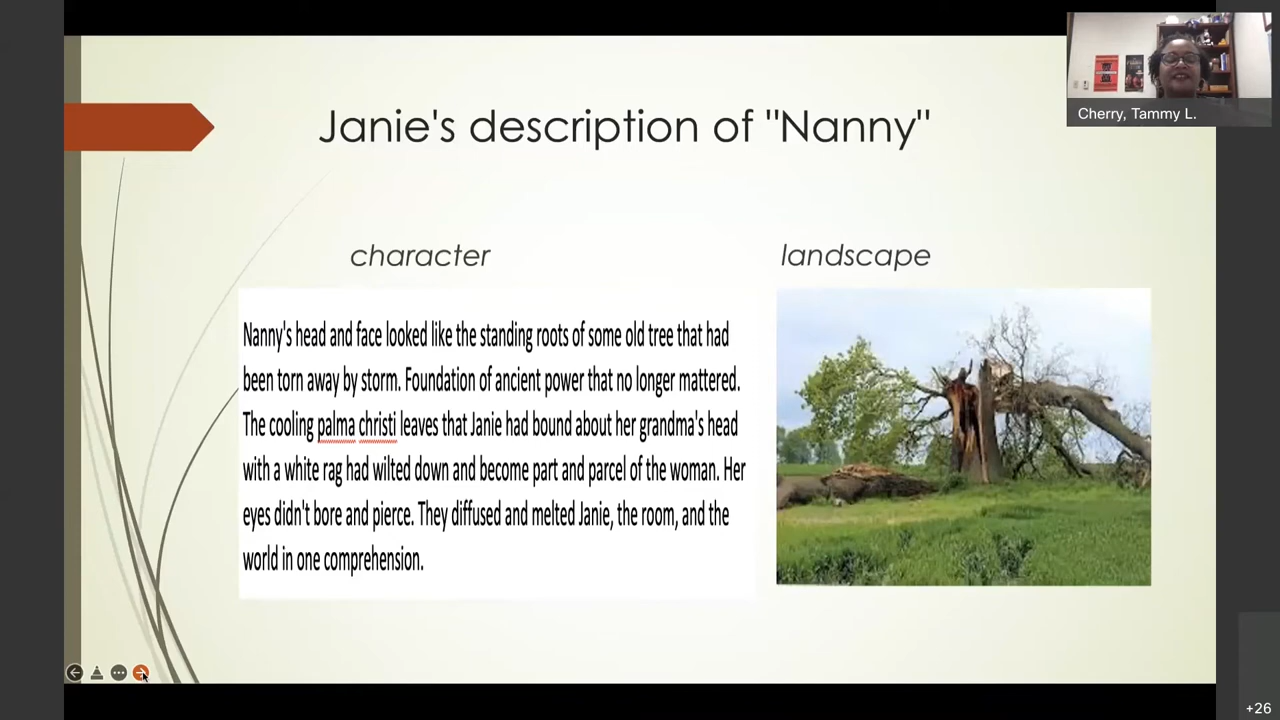 Janie's description of "Nanny"
Cherry, Tammy L.
character
landscape
Nanny's head and face looked like the standing roots of some old tree that had
been torn away by storm. Foundation of ancient power that no longer mattered.
The cooling palma christi leaves that Janie had bound about her grandma's head
with a white rag had wilted down and become part and parcel of the woman. Her
eyes didn't bore and pierce. They diffused and melted Janie, the room, and the
world in one comprehension.
+26